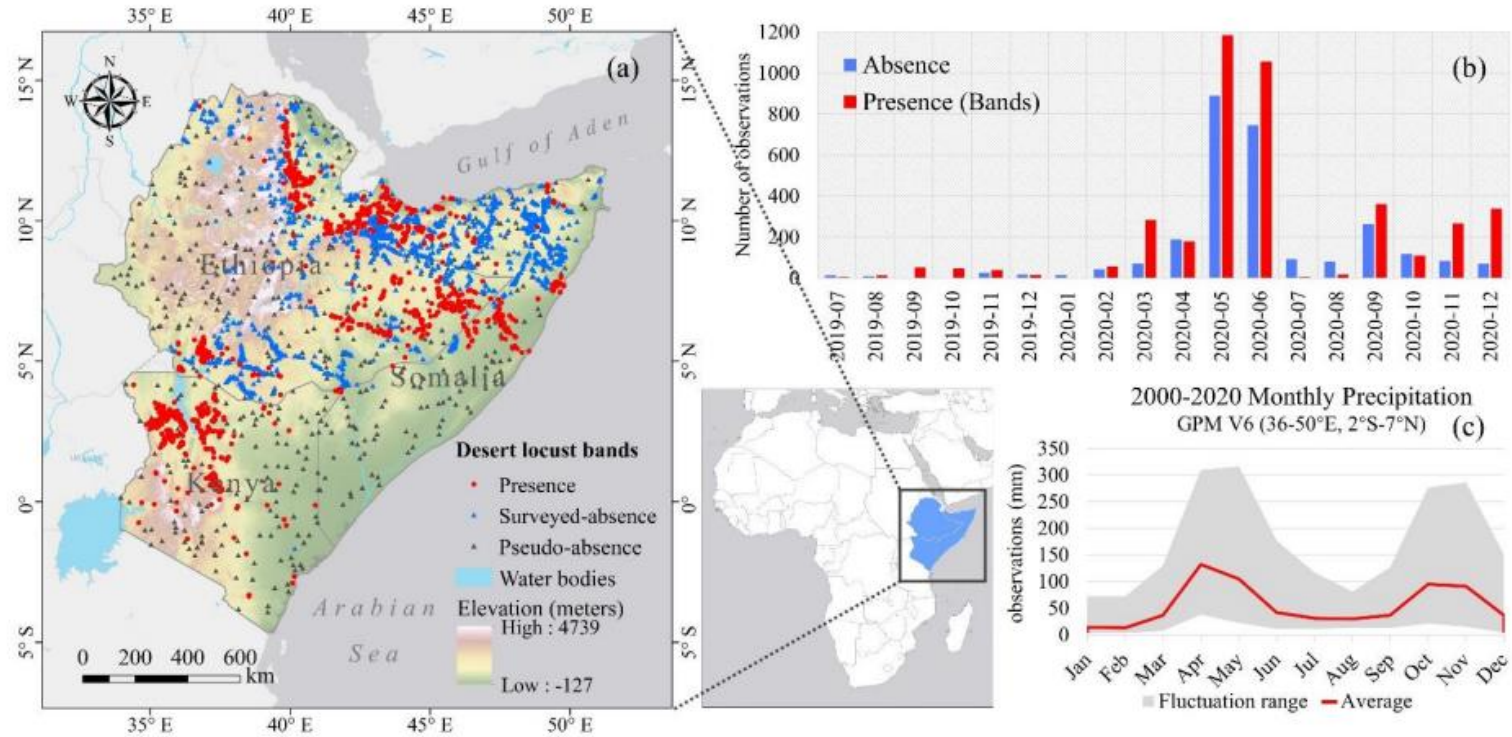 35° E 40° E 45° E 50° E
15° N
10° N
5° N
0°
5° S
(a)
N
W E
S
Gulf of Aden
Ethiopia
Somalia
Kenya
Arabian
Sea
Desert locust bands
Presence
Surveyed-absence
Pseudo-absence
Water bodies
Elevation (meters)
High : 4739
Low : -127
0 200 400 600
km
35° E 40° E 45° E 50° E
15° N
10° N
5° N
0°
5° S
(b)
Absence
Presence (Bands)
Number of observations
1200
1000
800
600
400
200
0
2019-07
2019-08
2019-09
2019-10
2019-11
2019-12
2020-01
2020-02
2020-03
2020-04
2020-05
2020-06
2020-07
2020-08
2020-09
2020-10
2020-11
2020-12
2000-2020 Monthly Precipitation
GPM V6 (36-50°E, 2°S-7°N)
(c)
observations (mm)
350
300
250
200
150
100
50
0
Jan
Feb
Mar
Apr
May
Jun
Jul
Aug
Sep
Oct
Nov
Dec
Fluctuation range
Average